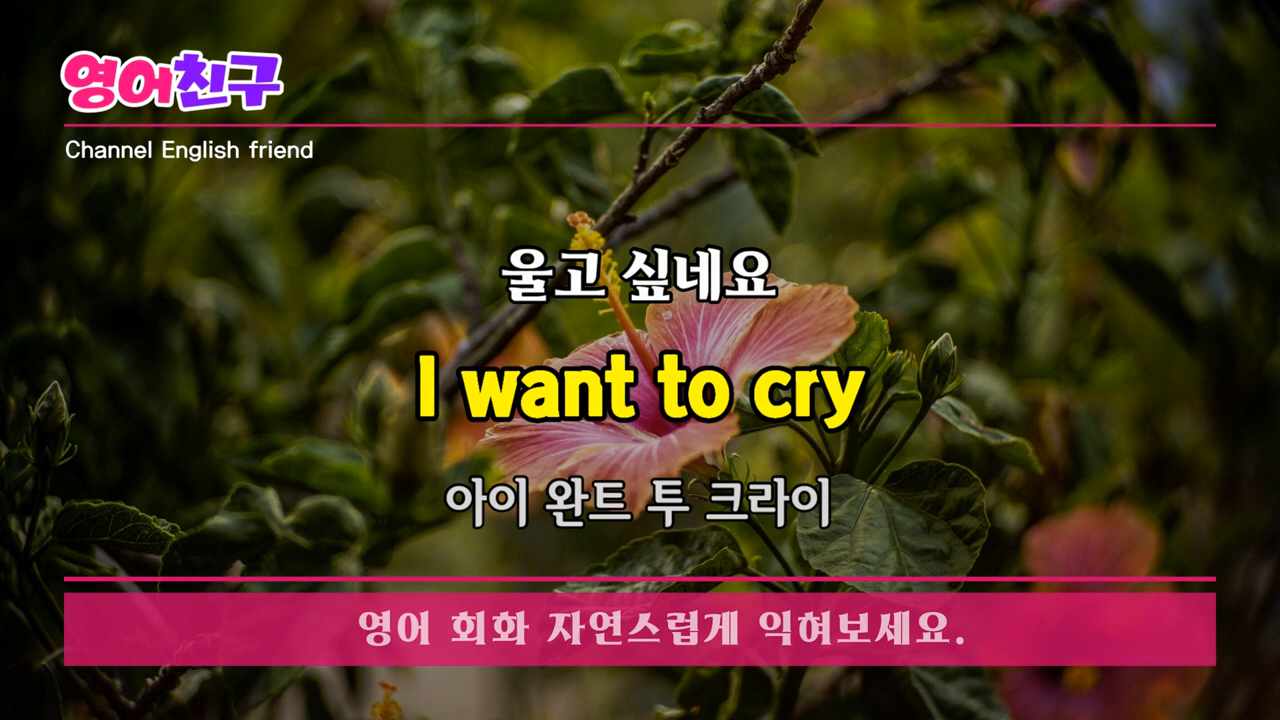 영어친구
Channel English friend
울고 싶네요
I want to cry
아이 완트 투 크라이
영어 회화 자연스럽게 익혀보세요.